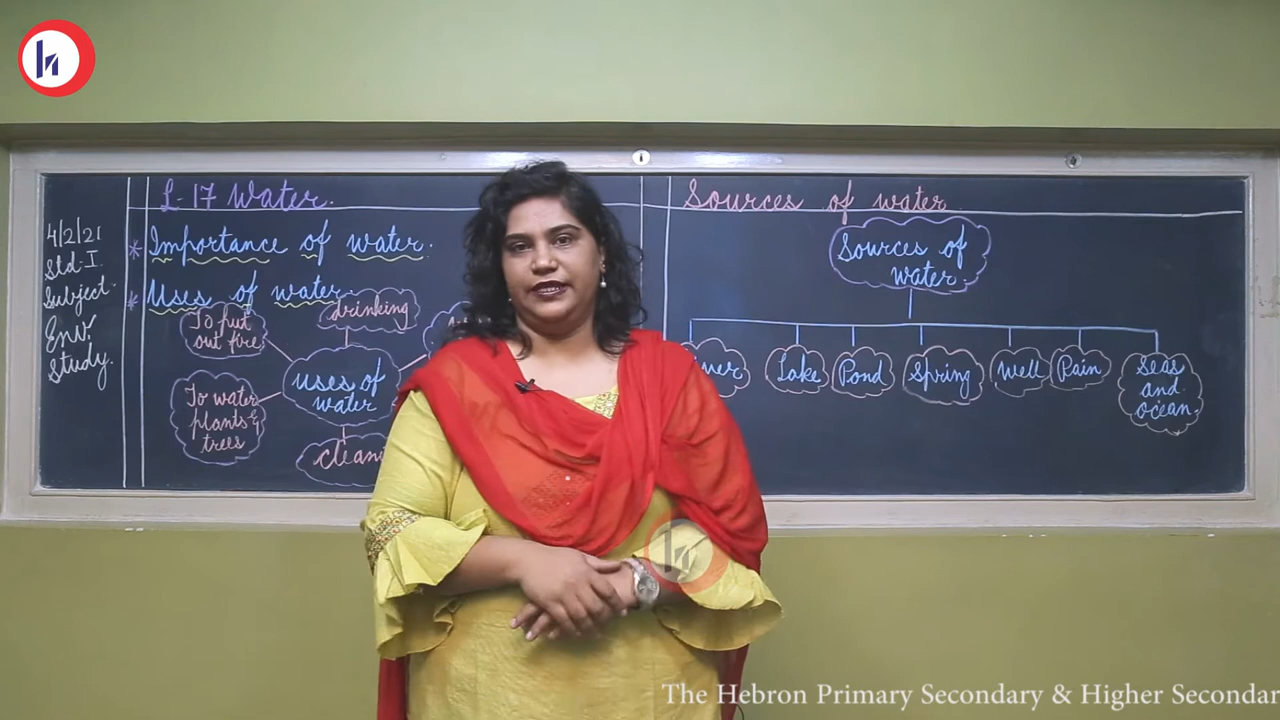 L-17 Water.
4/2/21
Std-I.
Subject.
Env.
Study.
* Importance of water.
* Uses of water.
To put
out fire
drinking
uses of
water
To water
plants &
trees
Sources of water
Sources of
water.
Lake
Pond
Spring
Well
Rain
Seas
and
ocean.
The Hebron Primary Secondary & Higher Secondar